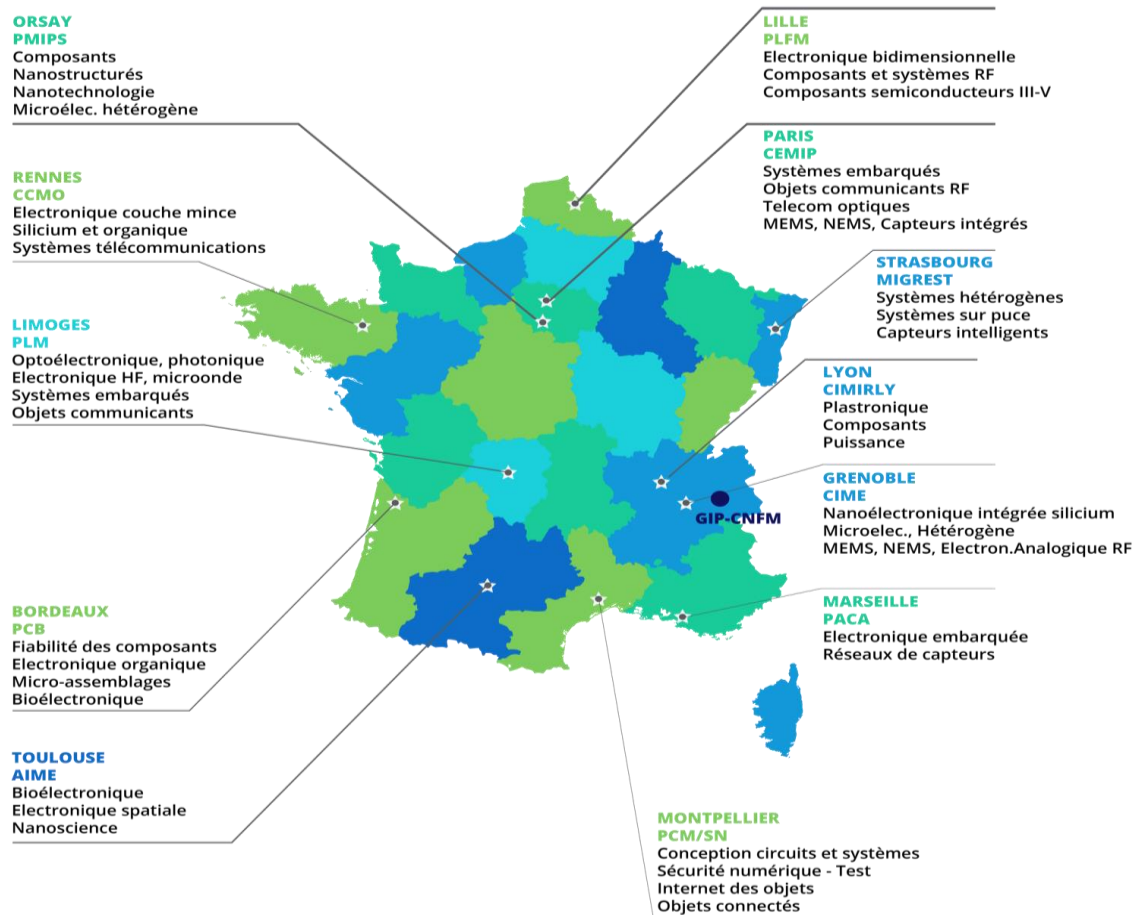 ORSAY
PMIPS
Composants
Nanostructurés
Nanotechnologie
Microélec. hétérogène
RENNES
CCMO
Electronique couche mince
Silicium et organique
Systèmes télécommunications
LIMOGES
PLM
Optoélectronique, photonique
Electronique HF, microonde
Systèmes embarqués
Objets communicants
BORDEAUX
PCB
Fiabilité des composants
Electronique organique
Micro-assemblages
Bioélectronique
TOULOUSE
AIME
Bioélectronique
Electronique spatiale
Nanoscience
LILLE
PLFM
Electronique bidimensionnelle
Composants et systèmes RF
Composants semiconducteurs III-V
PARIS
CEMIP
Systèmes embarqués
Objets communicants RF
Telecom optiques
MEMS, NEMS, Capteurs intégrés
STRASBOURG
MIGREST
Systèmes hétérogènes
Systèmes sur puce
Capteurs intelligents
LYON
CIMIRLY
Plastronique
Composants
Puissance
GRENOBLE
CIME
Nanoélectronique intégrée silicium
Microelec., Hétérogène
MEMS, NEMS, Electron.Analogique RF
GIP-CNFM
MARSEILLE
PACA
Electronique embarquée
Réseaux de capteurs
MONTPELLIER
PCM/SN
Conception circuits et systèmes
Sécurité numérique - Test
Internet des objets
Objets connectés